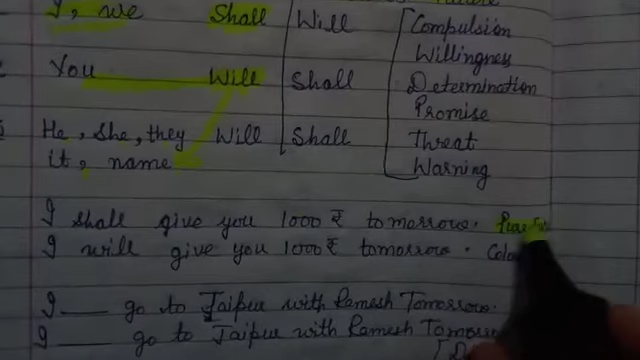 I, we Shall Will Compulsion
Willingness
You Will Shall Determination
Promise
He, She, they Will Shall Threat
it, name Warning
I shall give you 1000 ₹ tomorrow.
I will give you 1000 ₹ tomorrow.
I ___ go to Jaipur with Ramesh Tomorrow.
I ___ go to Jaipur with Ramesh